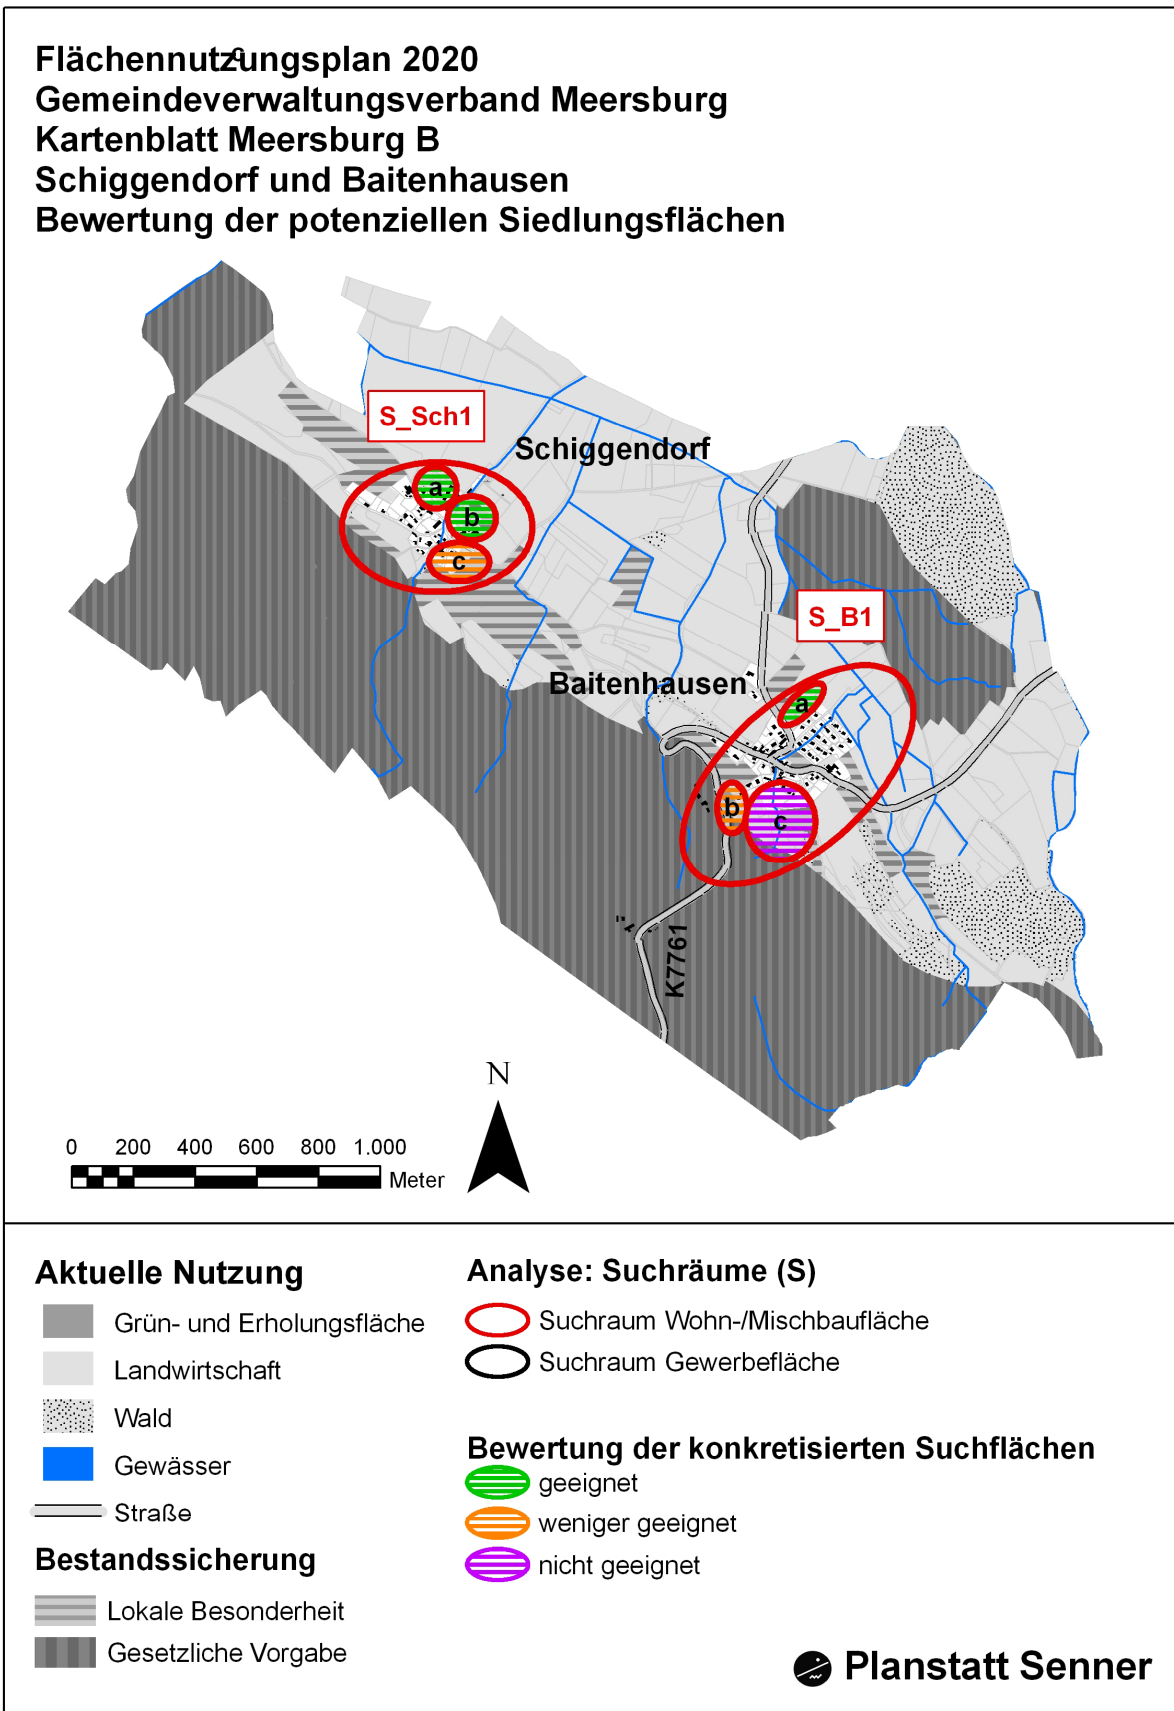 Flächennutzungsplan 2020
Gemeindeverwaltungsverband Meersburg
Kartenblatt Meersburg B
Schiggendorf und Baitenhausen
Bewertung der potenziellen Siedlungsflächen
S_Sch1
Schiggendorf
a
b
c
S_B1
Baitenhausen
a
b
c
K7761
N
0 200 400 600 800 1.000
Meter
Aktuelle Nutzung
Grün- und Erholungsfläche
Landwirtschaft
Wald
Gewässer
Straße
Bestandssicherung
Lokale Besonderheit
Gesetzliche Vorgabe
Analyse: Suchräume (S)
Suchraum Wohn-/Mischbaufläche
Suchraum Gewerbefläche
Bewertung der konkretisierten Suchflächen
geeignet
weniger geeignet
nicht geeignet
Planstatt Senner